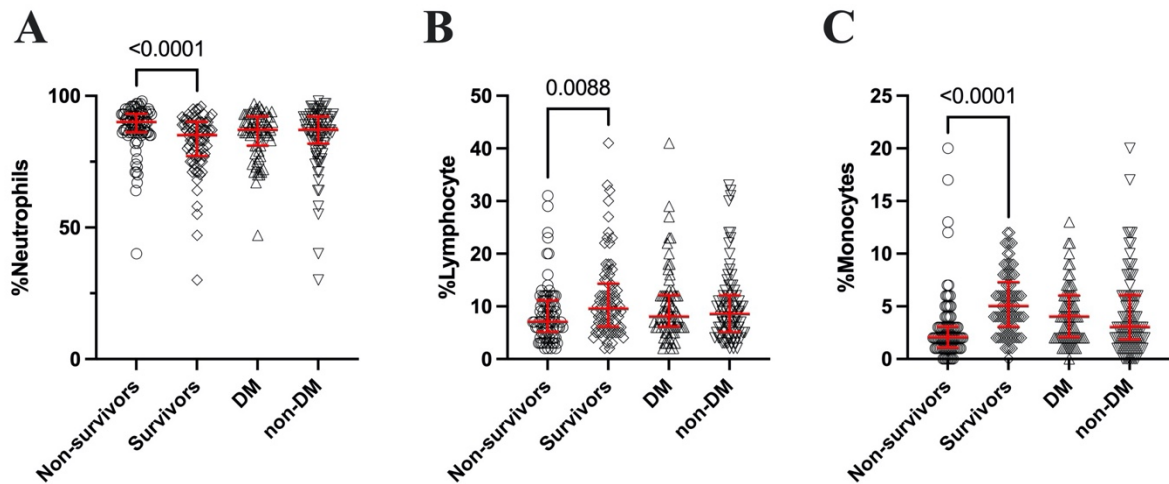 A
<0.0001
100
50
0
%Neutrophils
Non-survivors
Survivors
DM
non-DM
B
0.0088
50
40
30
20
10
0
%Lymphocyte
Non-survivors
Survivors
DM
non-DM
C
<0.0001
25
20
15
10
5
0
%Monocytes
Non-survivors
Survivors
DM
non-DM